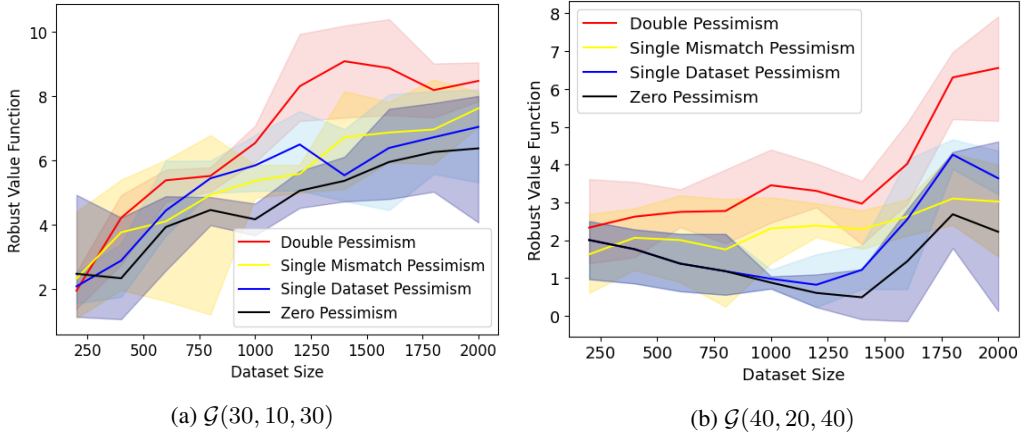 10
8
6
4
2
Robust Value Function
Double Pessimism
Single Mismatch Pessimism
Single Dataset Pessimism
Zero Pessimism
250 500 750 1000 1250 1500 1750 2000
Dataset Size
(a) 𝒢(30, 10, 30)
8
7
6
5
4
3
2
1
0
Robust Value Function
Double Pessimism
Single Mismatch Pessimism
Single Dataset Pessimism
Zero Pessimism
250 500 750 1000 1250 1500 1750 2000
Dataset Size
(b) 𝒢(40, 20, 40)